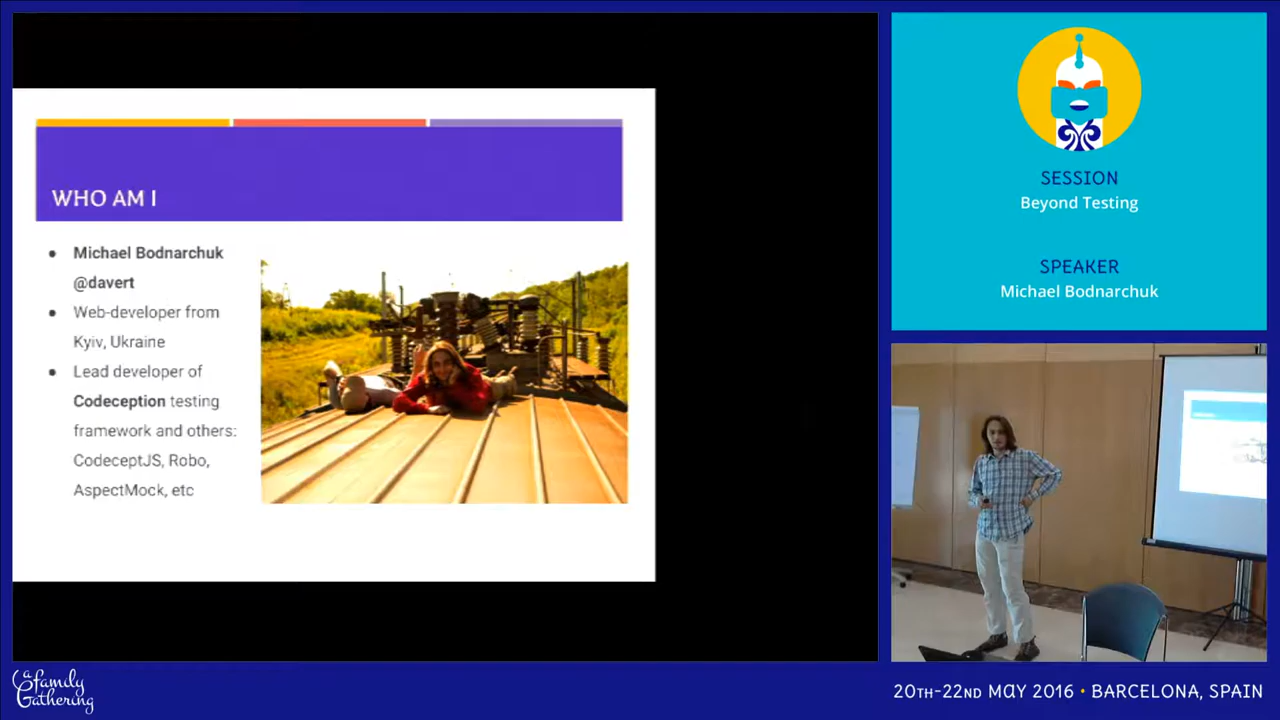 WHO AM I
Michael Bodnarchuk
@davert
Web-developer from
Kyiv, Ukraine
Lead developer of
Codeception testing
framework and others:
CodeceptJS, Robo,
AspectMock, etc
SESSION
Beyond Testing
SPEAKER
Michael Bodnarchuk
a family
Gathering
20TH-22ND MAY 2016 • BARCELONA, SPAIN